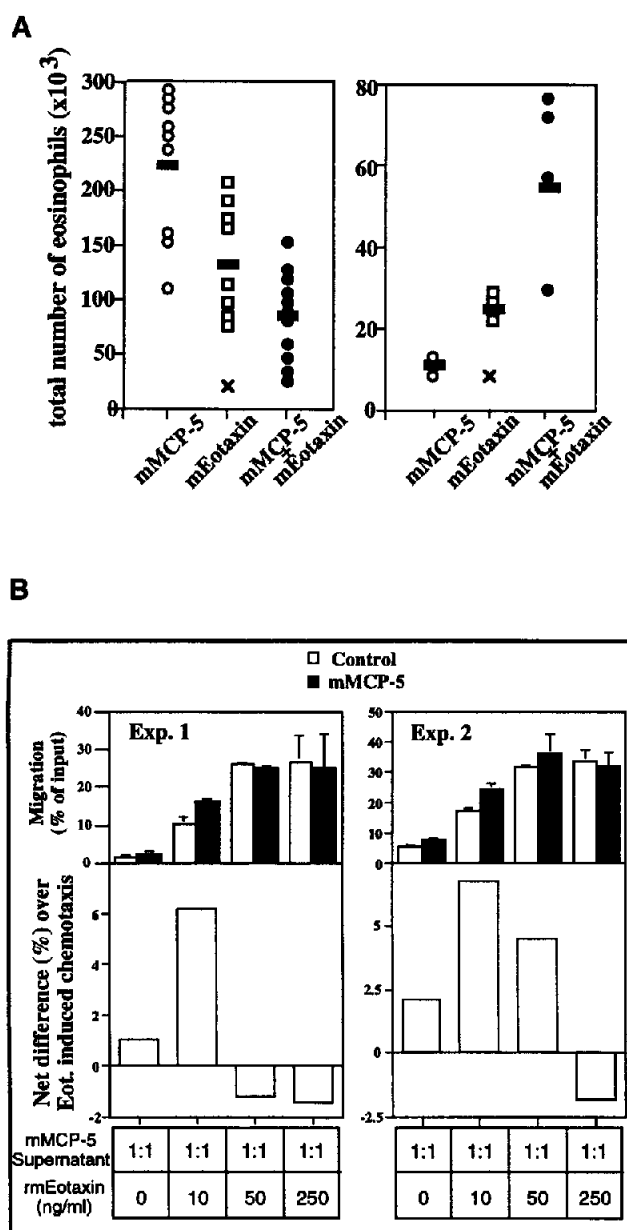 A
total number of eosinophils (x10³)
300
250
200
150
100
50
0
80
60
40
20
0
mMCP-5
mEotaxin
mMCP-5
+
mEotaxin
mMCP-5
mEotaxin
mMCP-5
+
mEotaxin
B
Control
mMCP-5
Migration
(% of input)
40
30
20
10
0
Exp. 1
50
40
30
20
10
0
Exp. 2
Net difference (%) over
Eot. induced chemotaxis
6
4
2
0
-2
5
2.5
0
-2.5
mMCP-5
Supernatant
1:1 1:1 1:1 1:1
1:1 1:1 1:1 1:1
rmEotaxin
(ng/ml)
0 10 50 250
0 10 50 250